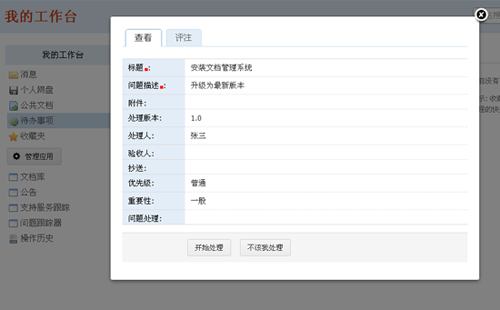 我的工作台
我的工作台
消息
个人网盘
公共文档
待办事项
收藏夹
管理应用
文档库
公告
支持服务跟踪
问题跟踪器
操作历史
查看 评注
标题 : 安装文档管理系统
问题描述 : 升级为最新版本
附件:
处理版本: 1.0
处理人: 张三
验收人:
抄送:
优先级: 普通
重要性: 一般
问题处理:
开始处理 不该我处理